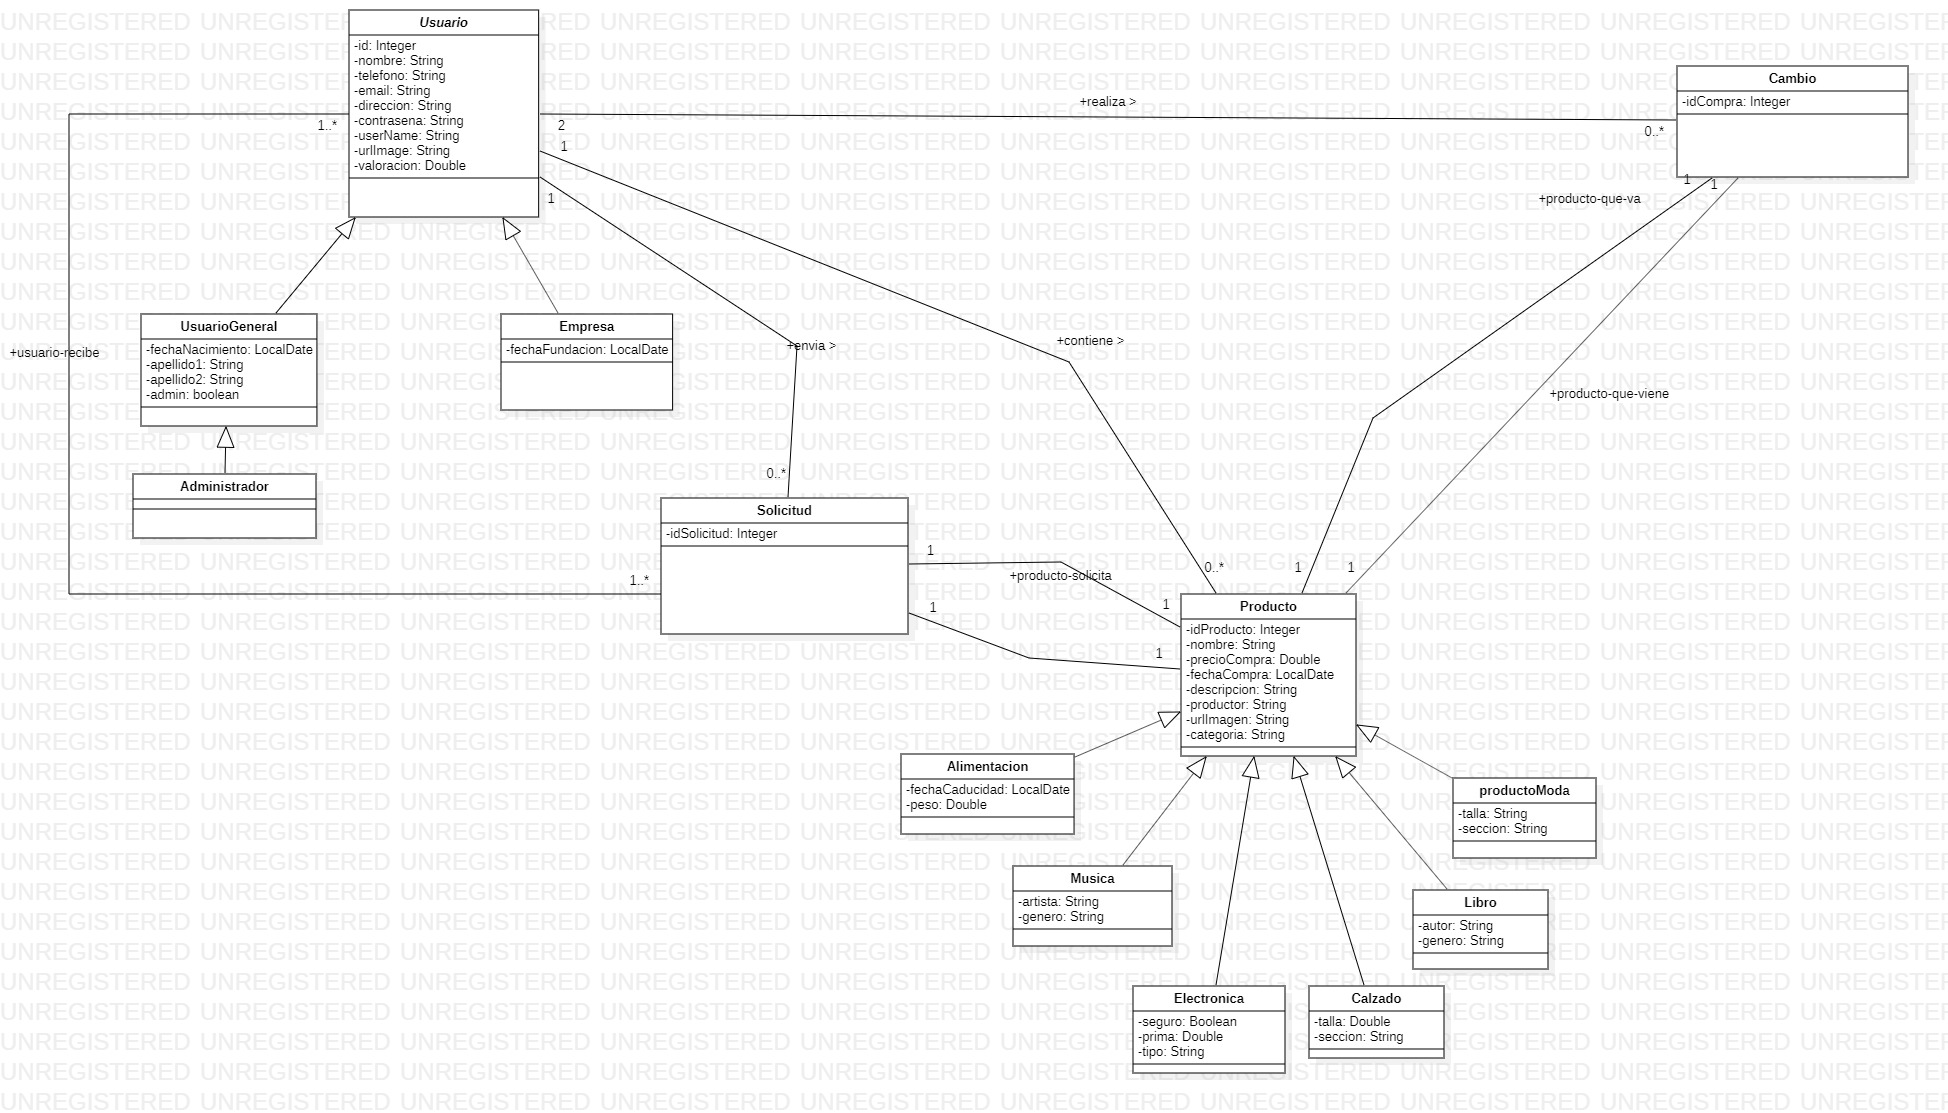 Usuario
-id: Integer
-nombre: String
-telefono: String
-email: String
-direccion: String
-contrasena: String
-userName: String
-urlImage: String
-valoracion: Double
Cambio
-idCompra: Integer
+realiza >
1..*
2
0..*
1
1
1
1
+producto-que-va
UsuarioGeneral
-fechaNacimiento: LocalDate
-apellido1: String
-apellido2: String
-admin: boolean
Empresa
-fechaFundacion: LocalDate
+usuario-recibe
+envia >
+contiene >
+producto-que-viene
Administrador
0..*
Solicitud
-idSolicitud: Integer
1
+producto-solicita
1..*
1
0..*
1
1
1
1
Producto
-idProducto: Integer
-nombre: String
-precioCompra: Double
-fechaCompra: LocalDate
-descripcion: String
-productor: String
-urlImagen: String
-categoria: String
Alimentacion
-fechaCaducidad: LocalDate
-peso: Double
productoModa
-talla: String
-seccion: String
Musica
-artista: String
-genero: String
Libro
-autor: String
-genero: String
Electronica
-seguro: Boolean
-prima: Double
-tipo: String
Calzado
-talla: Double
-seccion: String
UNREGISTERED UNREGISTERED UNREGISTERED UNREGISTERED UNREGISTERED UNREGISTERED UNREGISTERED UNREGISTERED UNREGISTERED